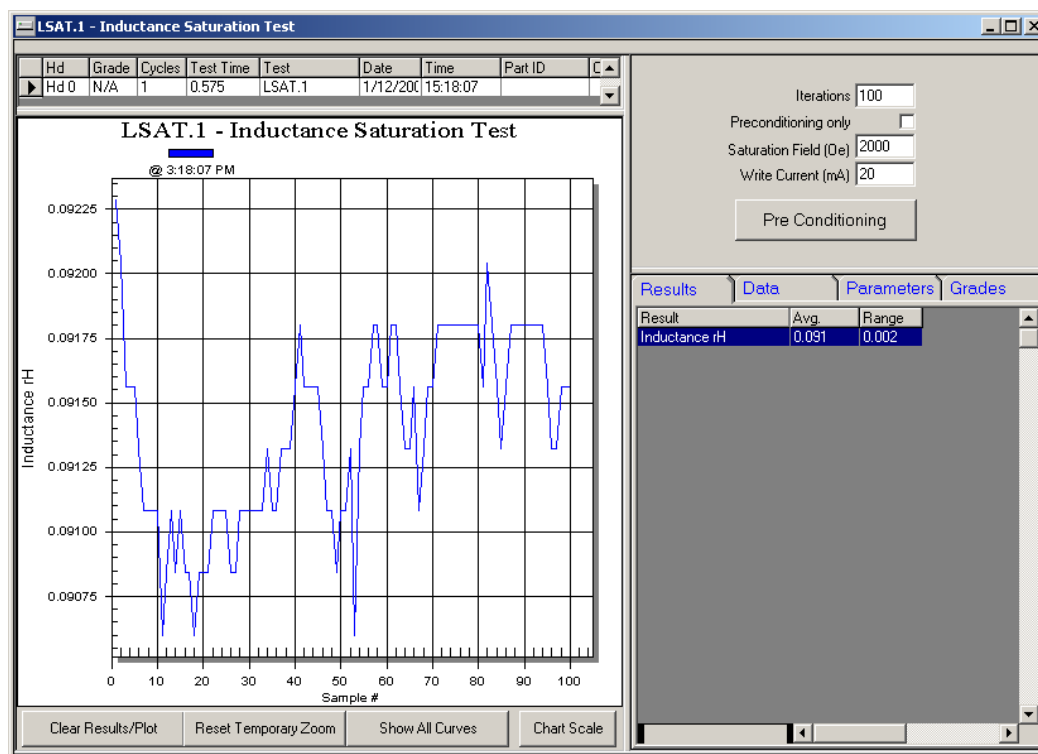 LSAT.1 - Inductance Saturation Test
Hd Grade Cycles Test Time Test Date Time Part ID C
Hd 0 N/A 1 0.575 LSAT.1 1/12/200 15:18:07
LSAT.1 - Inductance Saturation Test
@ 3:18:07 PM
Inductance rH
0.09225
0.09200
0.09175
0.09150
0.09125
0.09100
0.09075
0 10 20 30 40 50 60 70 80 90 100
Sample #
Clear Results/Plot Reset Temporary Zoom Show All Curves Chart Scale
Iterations 100
Preconditioning only
Saturation Field (Oe) 2000
Write Current (mA) 20
Pre Conditioning
Results Data Parameters Grades
Result Avg. Range
Inductance rH 0.091 0.002